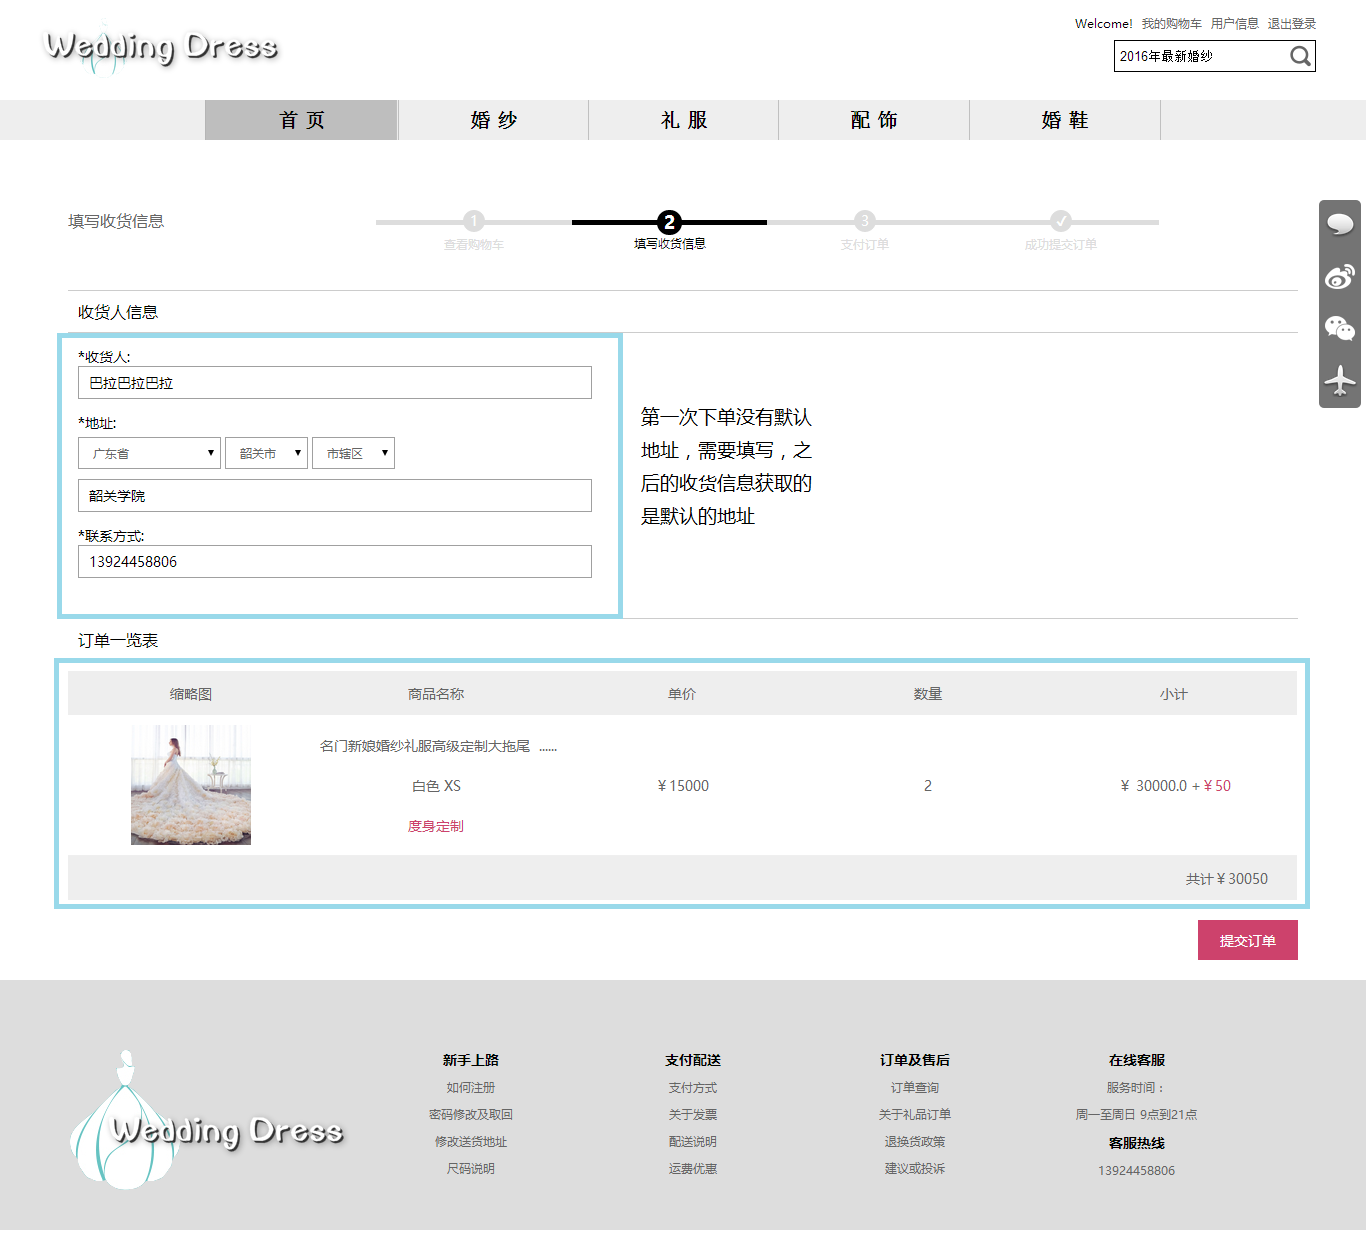 Wedding Dress
Welcome! 我的购物车 用户信息 退出登录
2016年最新婚纱
首 页 婚 纱 礼 服 配 饰 婚 鞋
填写收货信息
1 2 3
查看购物车 填写收货信息 支付订单 成功提交订单
收货人信息
*收货人:
巴拉巴拉巴拉
*地址:
广东省 韶关市 市辖区
韶关学院
*联系方式:
13924458806
第一次下单没有默认
地址，需要填写，之
后的收货信息获取的
是默认的地址
订单一览表
缩略图 商品名称 单价 数量 小计
名门新娘婚纱礼服高级定制大拖尾 ......
白色 XS ￥15000 2 ￥ 30000.0 +￥50
度身定制
共计￥30050
提交订单
Wedding Dress
新手上路 支付配送 订单及售后 在线客服
如何注册 支付方式 订单查询 服务时间：
密码修改及取回 关于发票 关于礼品订单 周一至周日 9点到21点
修改送货地址 配送说明 退换货政策 客服热线
尺码说明 运费优惠 建议或投诉 13924458806